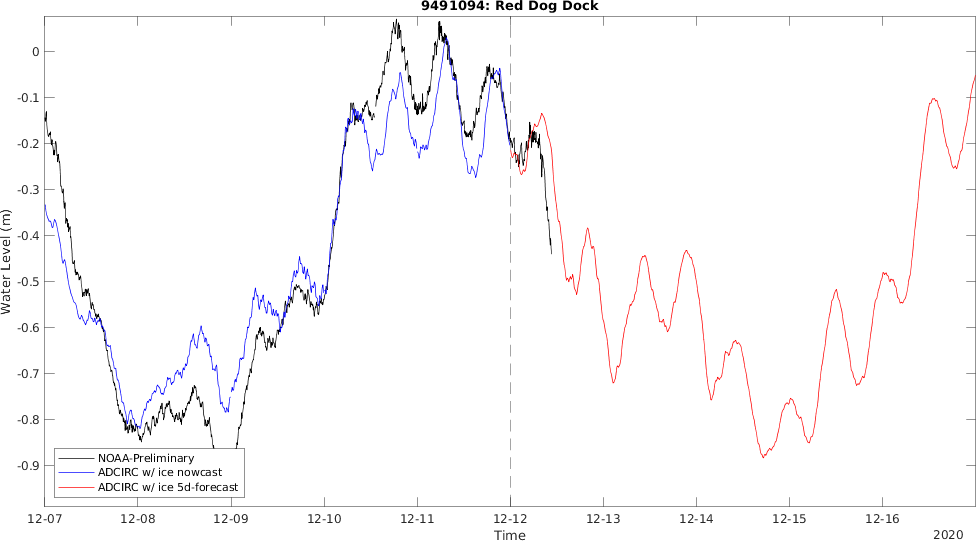 9491094: Red Dog Dock
Water Level (m)
0
-0.1
-0.2
-0.3
-0.4
-0.5
-0.6
-0.7
-0.8
-0.9
NOAA-Preliminary
ADCIRC w/ ice nowcast
ADCIRC w/ ice 5d-forecast
12-07 12-08 12-09 12-10 12-11 12-12 12-13 12-14 12-15 12-16
Time
2020